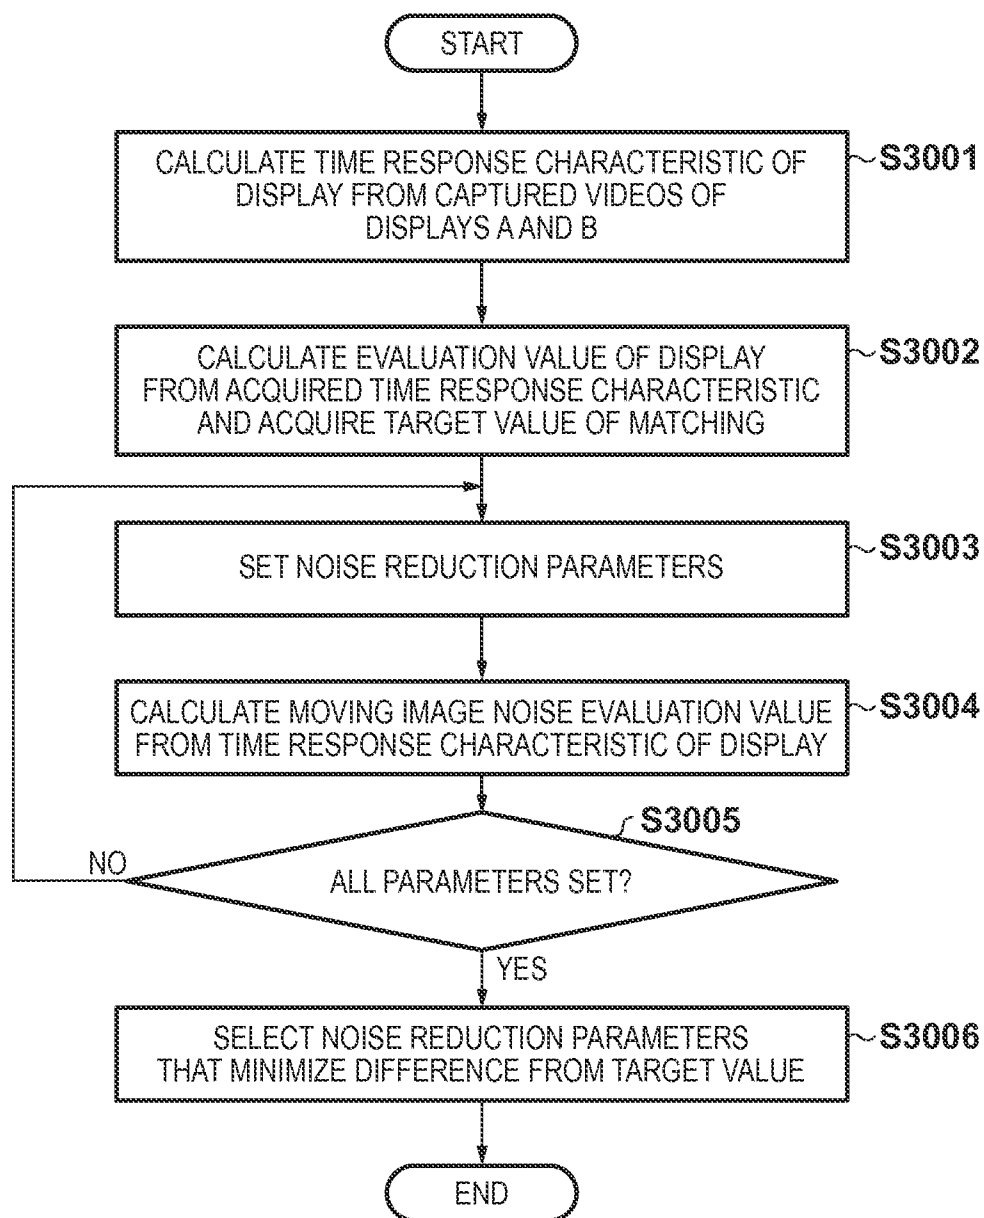 START
CALCULATE TIME RESPONSE CHARACTERISTIC OF
DISPLAY FROM CAPTURED VIDEOS OF
DISPLAYS A AND B
S3001
CALCULATE EVALUATION VALUE OF DISPLAY
FROM ACQUIRED TIME RESPONSE CHARACTERISTIC
AND ACQUIRE TARGET VALUE OF MATCHING
S3002
SET NOISE REDUCTION PARAMETERS
S3003
CALCULATE MOVING IMAGE NOISE EVALUATION VALUE
FROM TIME RESPONSE CHARACTERISTIC OF DISPLAY
S3004
S3005
NO
ALL PARAMETERS SET?
YES
SELECT NOISE REDUCTION PARAMETERS
THAT MINIMIZE DIFFERENCE FROM TARGET VALUE
S3006
END